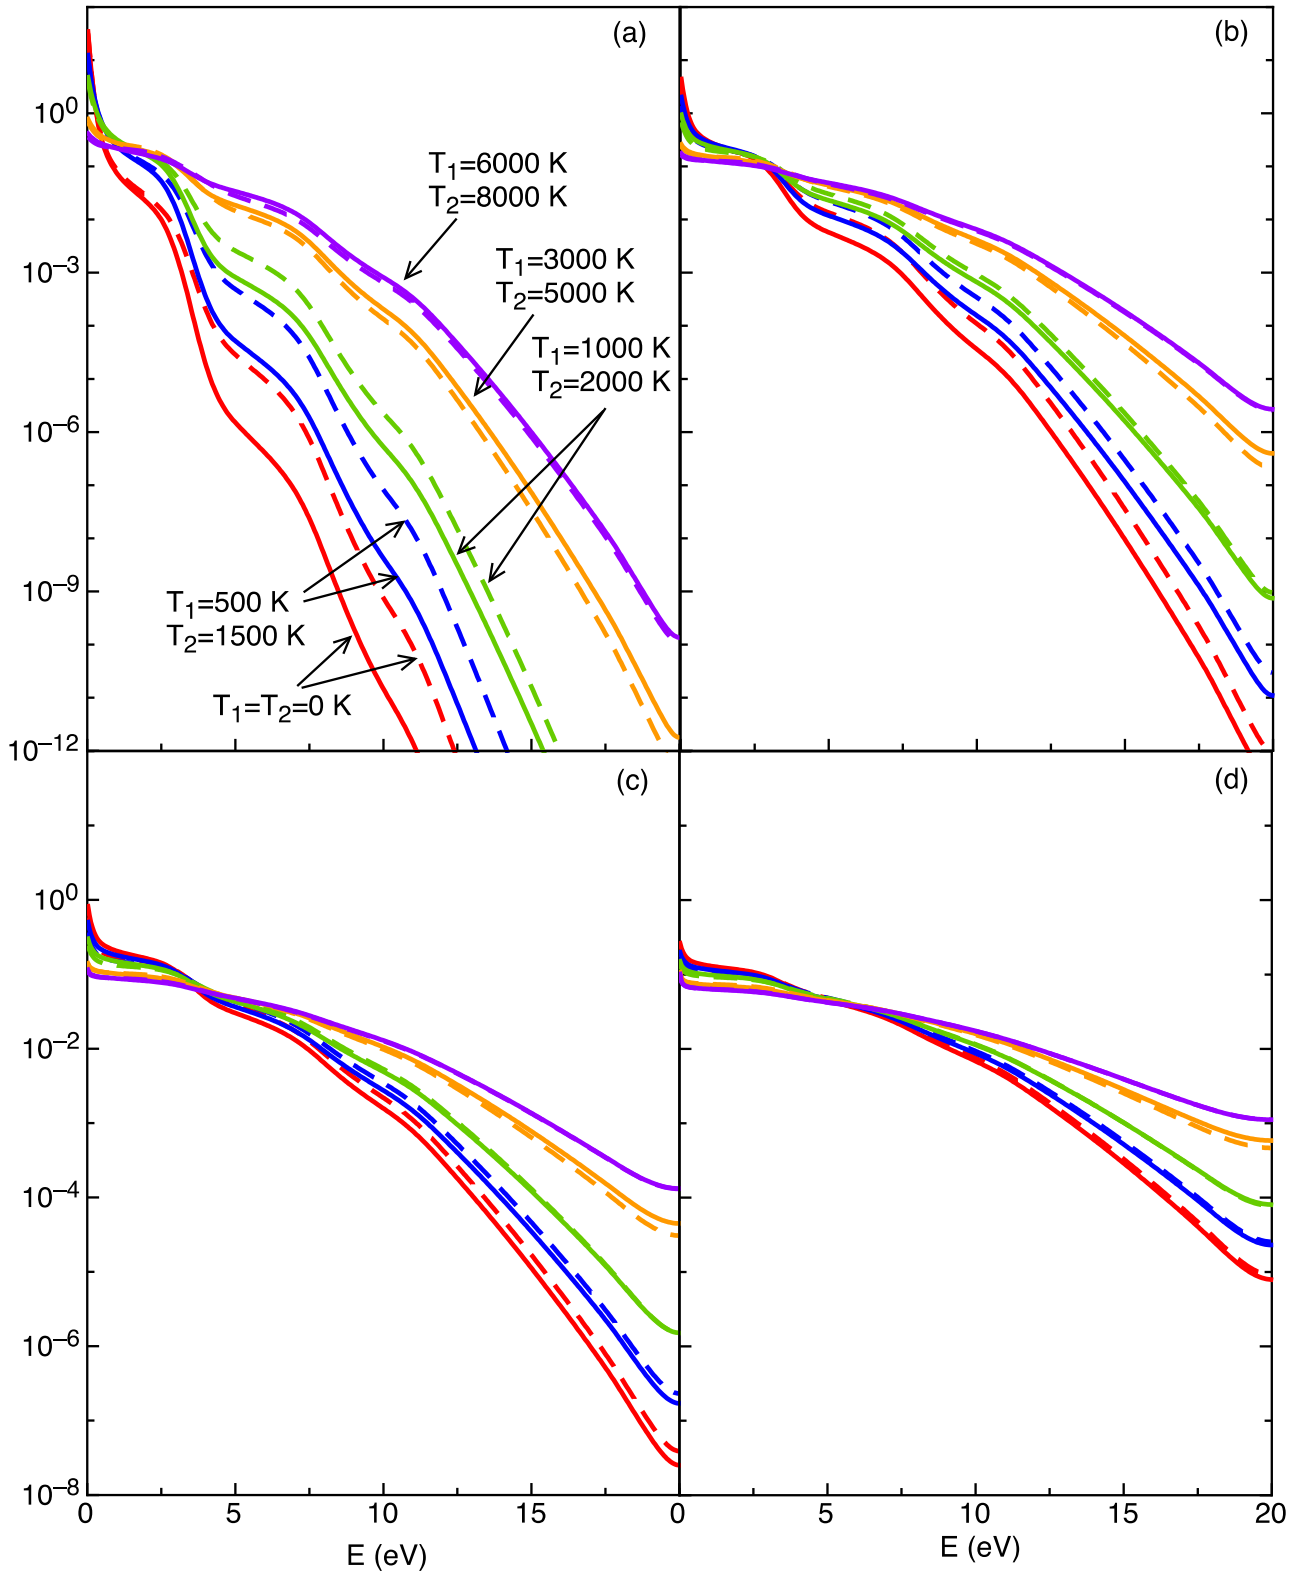 (a)
(b)
10⁰
10⁻³
10⁻⁶
10⁻⁹
10⁻¹²
T₁=6000 K
T₂=8000 K
T₁=3000 K
T₂=5000 K
T₁=1000 K
T₂=2000 K
T₁=500 K
T₂=1500 K
T₁=T₂=0 K
(c)
(d)
10⁰
10⁻²
10⁻⁴
10⁻⁶
10⁻⁸
0 5 10 15 0 5 10 15 20
E (eV)
E (eV)